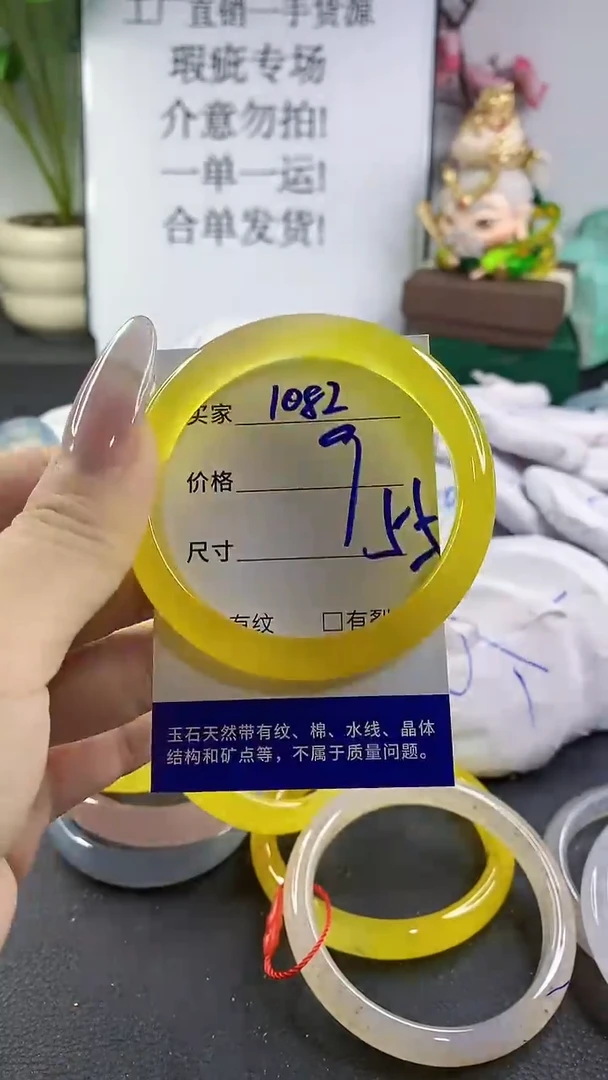 工厂直销一手货源
瑕疵专场
介意勿拍!
一单一运!
合单发货!
买家 1082
价格
尺寸 55
有纹 □有裂
玉石天然带有纹、棉、水线、晶体
结构和矿点等，不属于质量问题。